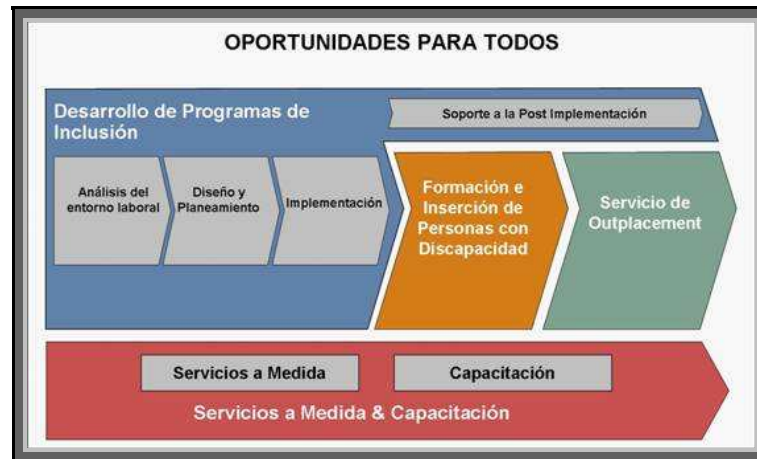 OPORTUNIDADES PARA TODOS
Desarrollo de Programas de
Inclusión
Soporte a la Post Implementación
Análisis del
entorno laboral
Diseño y
Planeamiento
Implementación
Formación e
Inserción de
Personas con
Discapacidad
Servicio de
Outplacement
Servicios a Medida
Capacitación
Servicios a Medida & Capacitación